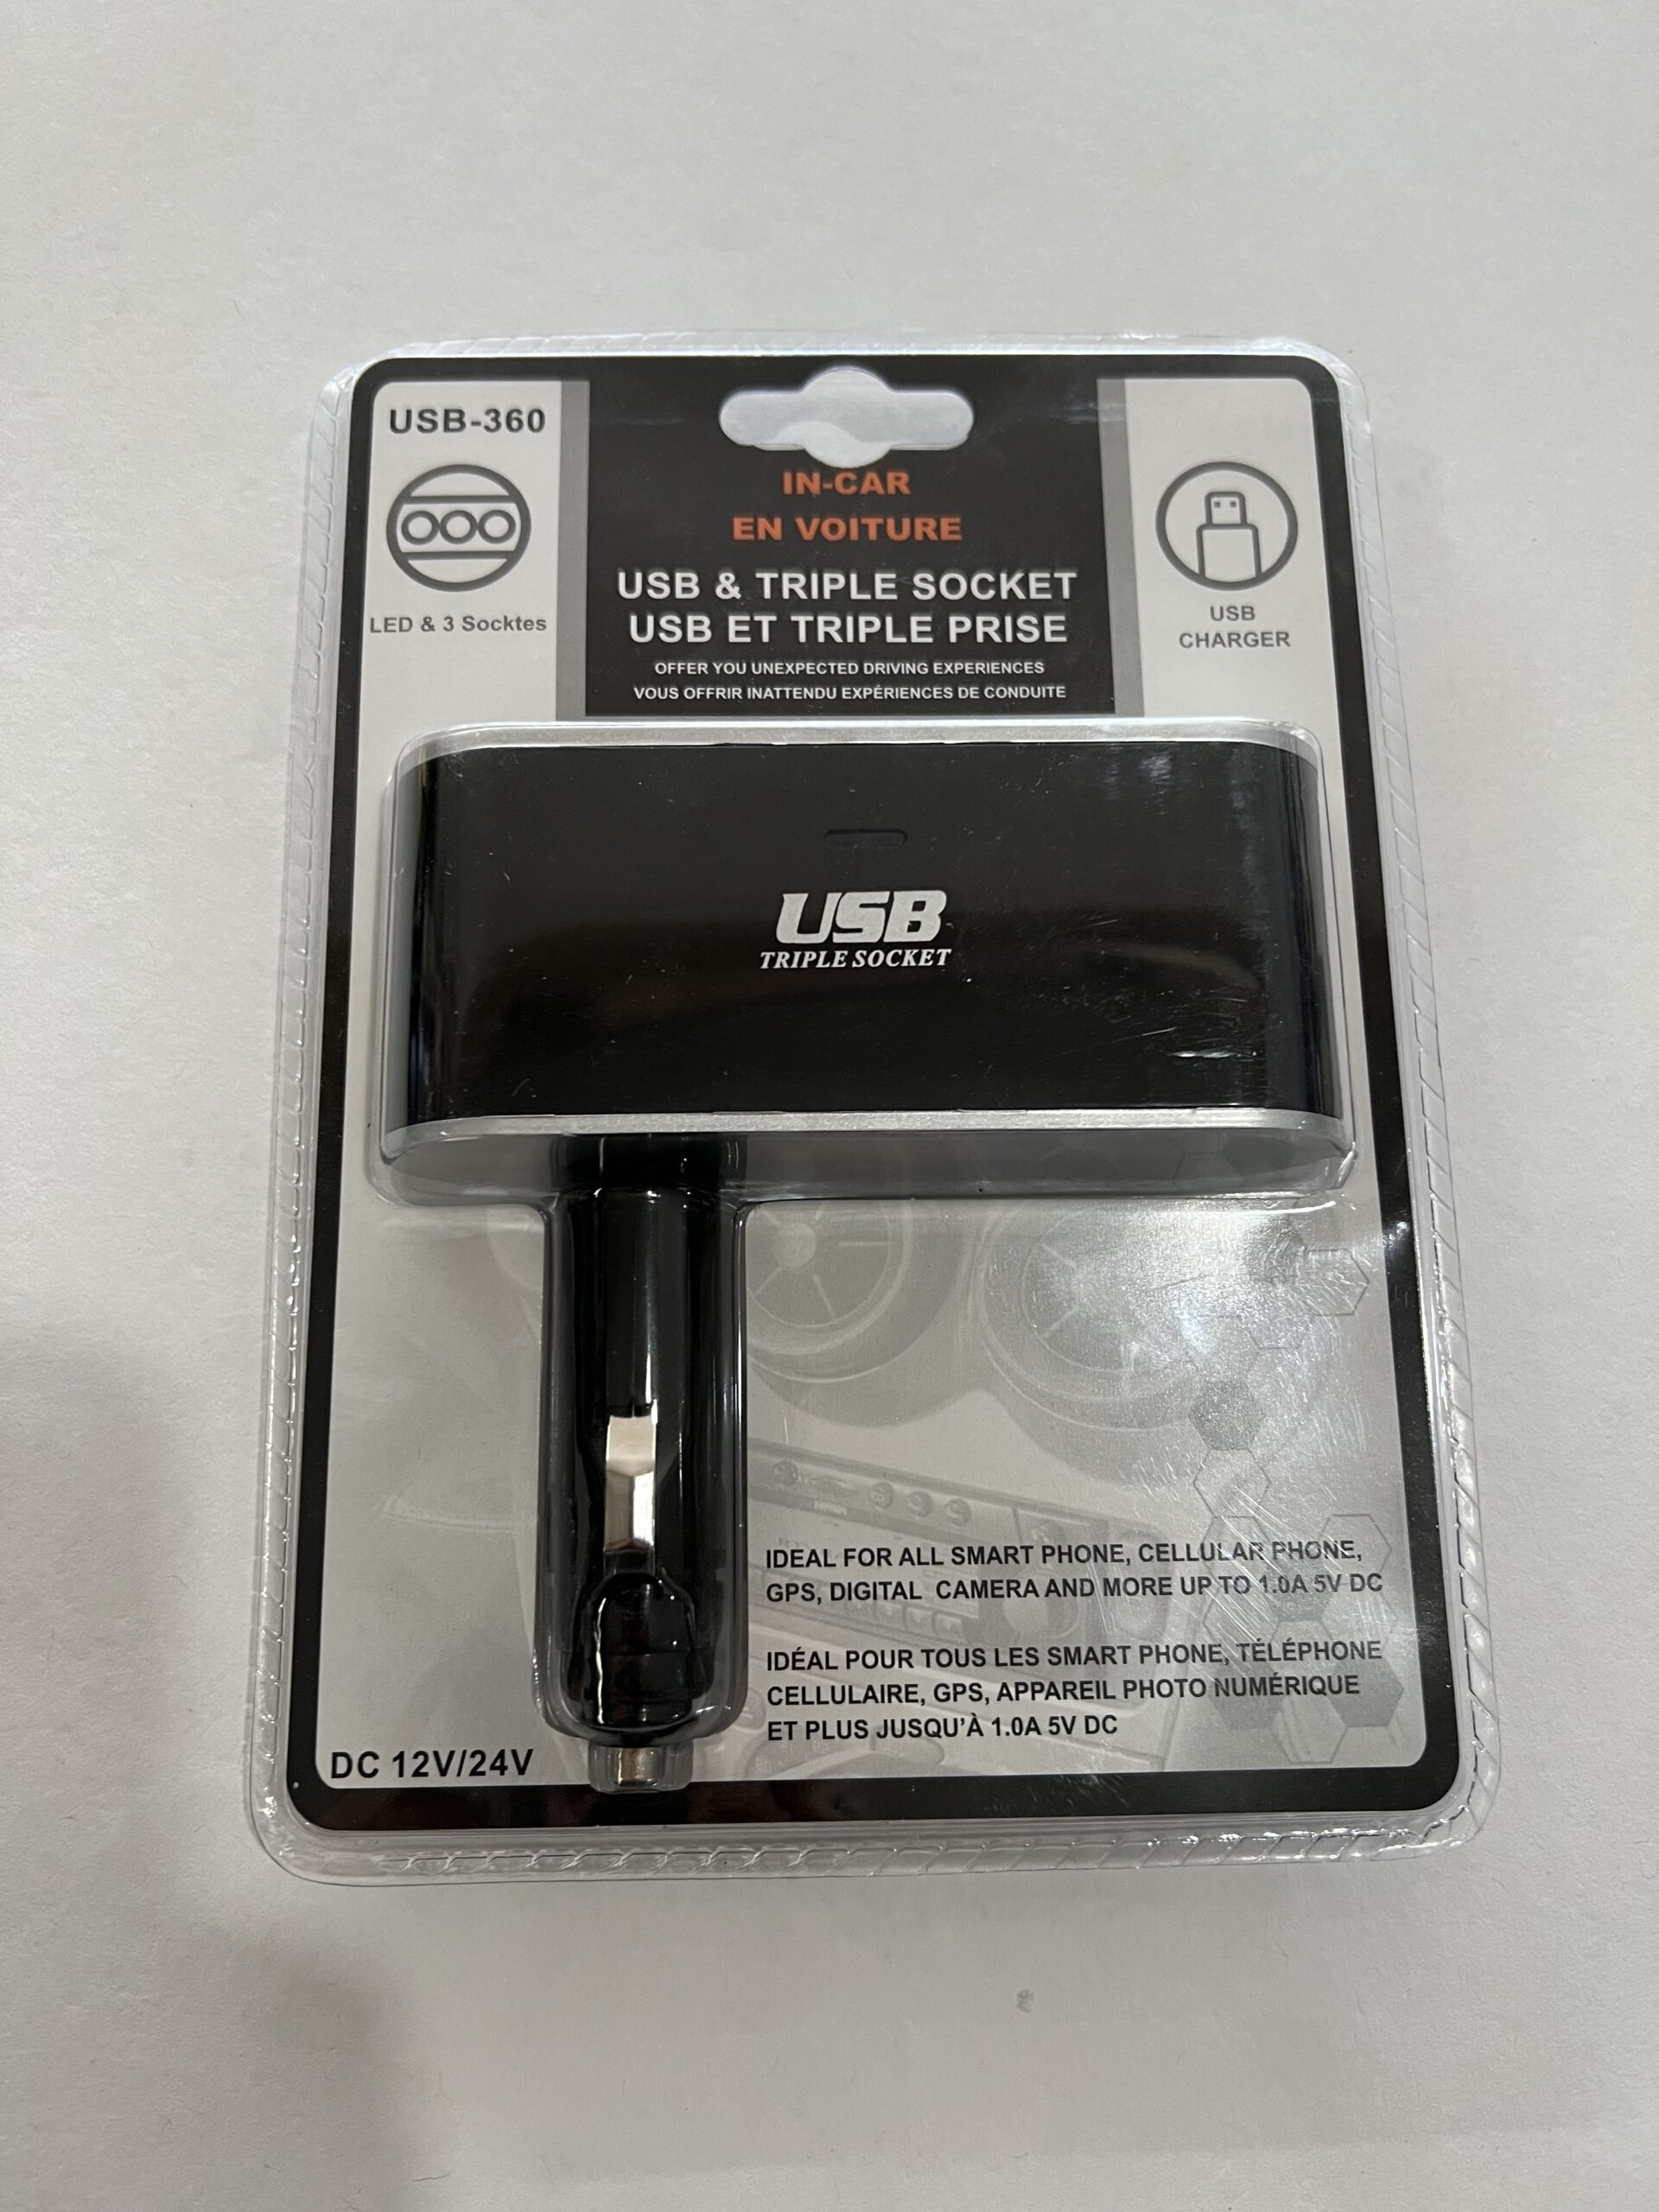 USB-360
LED & 3 Socktes
IN-CAR
EN VOITURE
USB & TRIPLE SOCKET
USB ET TRIPLE PRISE
OFFER YOU UNEXPECTED DRIVING EXPERIENCES
VOUS OFFRIR INATTENDU EXPÉRIENCES DE CONDUITE
USB
CHARGER
USB
TRIPLE SOCKET
IDEAL FOR ALL SMART PHONE, CELLULAR PHONE,
GPS, DIGITAL CAMERA AND MORE UP TO 1.0A 5V DC
IDÉAL POUR TOUS LES SMART PHONE, TÉLÉPHONE
CELLULAIRE, GPS, APPAREIL PHOTO NUMÉRIQUE
ET PLUS JUSQU'À 1.0A 5V DC
DC 12V/24V